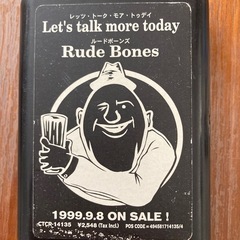 レッツ・トーク・モア・トゥデイ
Let's talk more today
ルードボーンズ
Rude Bones
1999.9.8 ON SALE!
CTCR-14135 ¥2,548 (Tax Incl.) POS CODE=494581714135/4